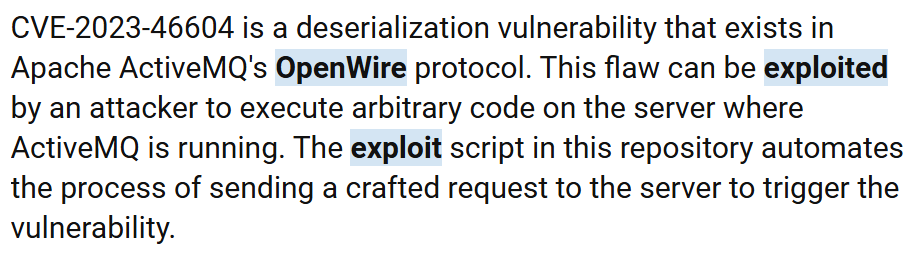 CVE-2023-46604 is a deserialization vulnerability that exists in
Apache ActiveMQ's OpenWire protocol. This flaw can be exploited
by an attacker to execute arbitrary code on the server where
ActiveMQ is running. The exploit script in this repository automates
the process of sending a crafted request to the server to trigger the
vulnerability.